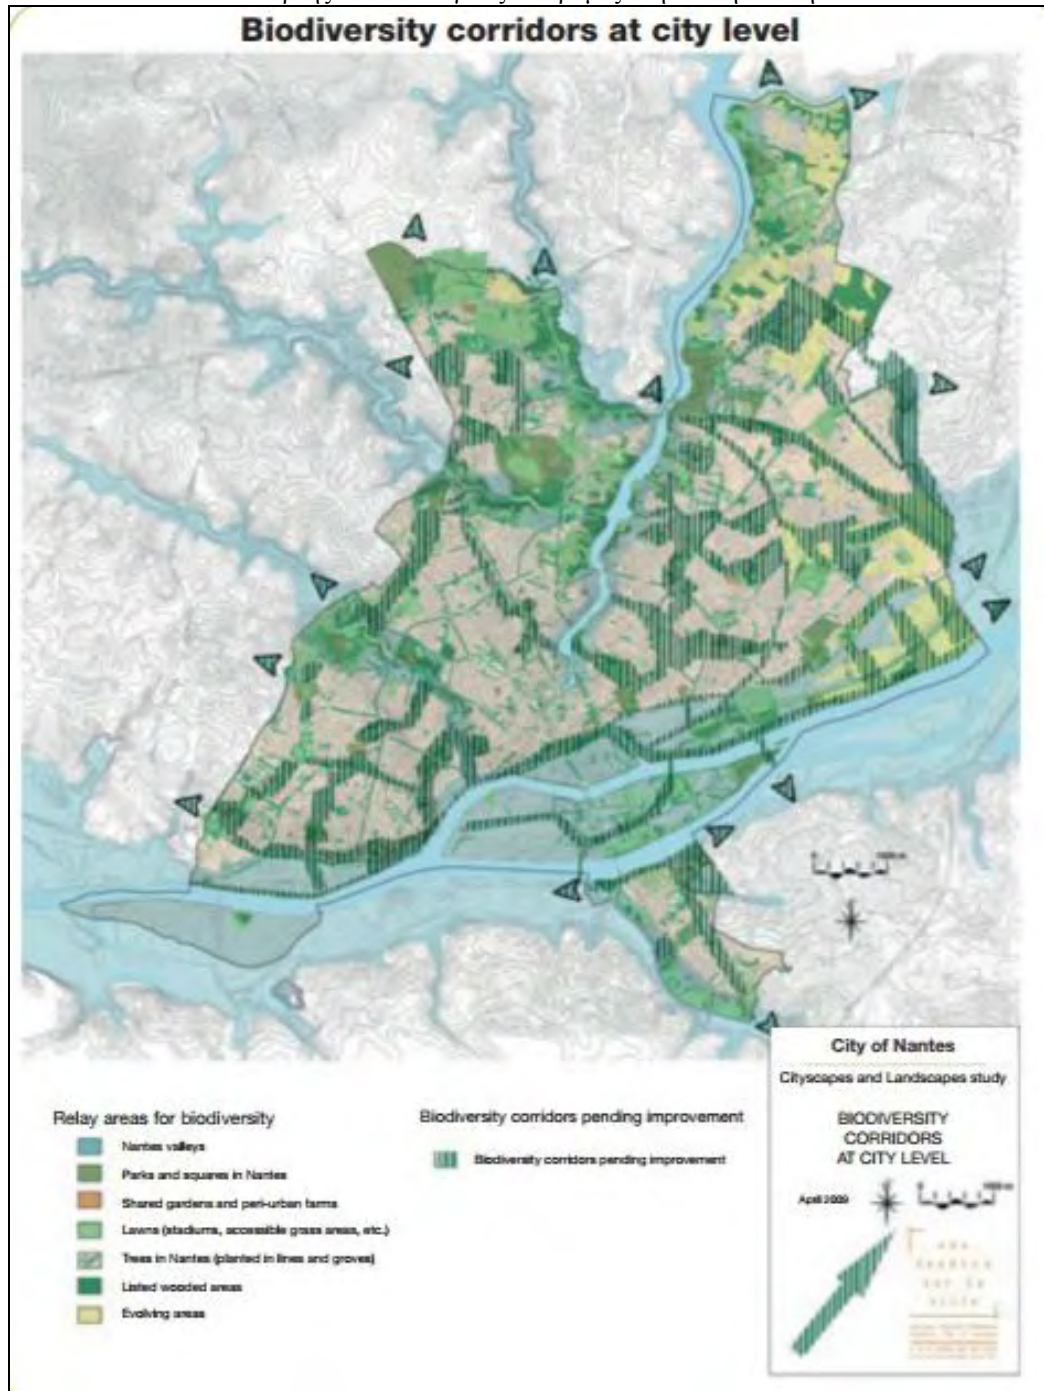 Biodiversity corridors at city level
City of Nantes
Cityscapes and Landscapes study
BIODIVERSITY
CORRIDORS
AT CITY LEVEL
April 2009
Relay areas for biodiversity
Nantes valleys
Parks and squares in Nantes
Shared gardens and peri-urban farms
Lawns (stadiums, accessible grass areas, etc.)
Trees in Nantes (planted in lines and groves)
Listed wooded areas
Evolving areas
Biodiversity corridors pending improvement
Biodiversity corridors pending improvement